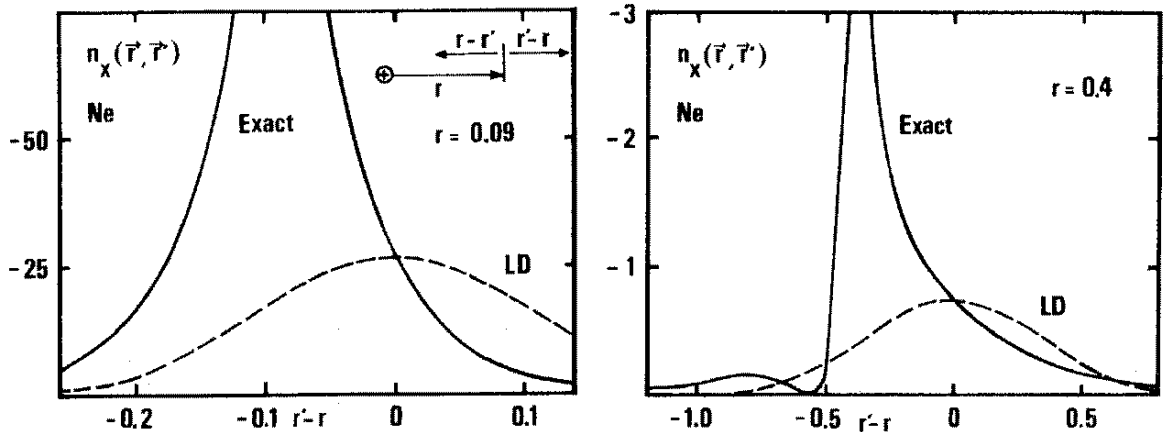 n_x(r⃗, r⃗')
Ne
Exact
r-r'
r'-r
r
r = 0.09
LD
-50
-25
-0.2
-0.1
r'-r
0
0.1
n_x(r⃗, r⃗')
Ne
Exact
r = 0.4
LD
-3
-2
-1
-1.0
-0.5
r'-r
0
0.5